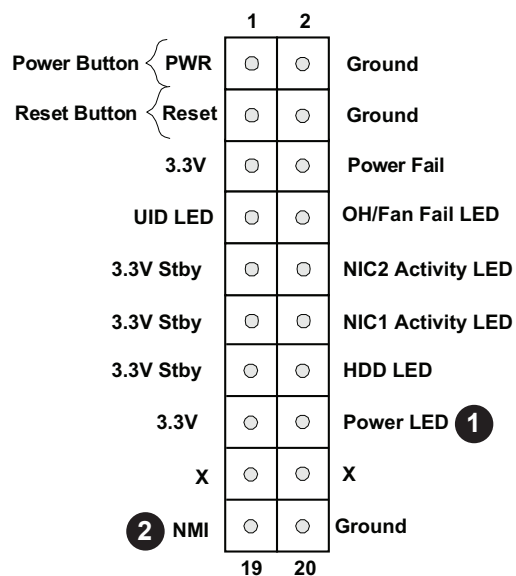 1 2
Power Button PWR Ground
Reset Button Reset Ground
3.3V Power Fail
UID LED OH/Fan Fail LED
3.3V Stby NIC2 Activity LED
3.3V Stby NIC1 Activity LED
3.3V Stby HDD LED
3.3V Power LED 1
X X
2 NMI Ground
19 20